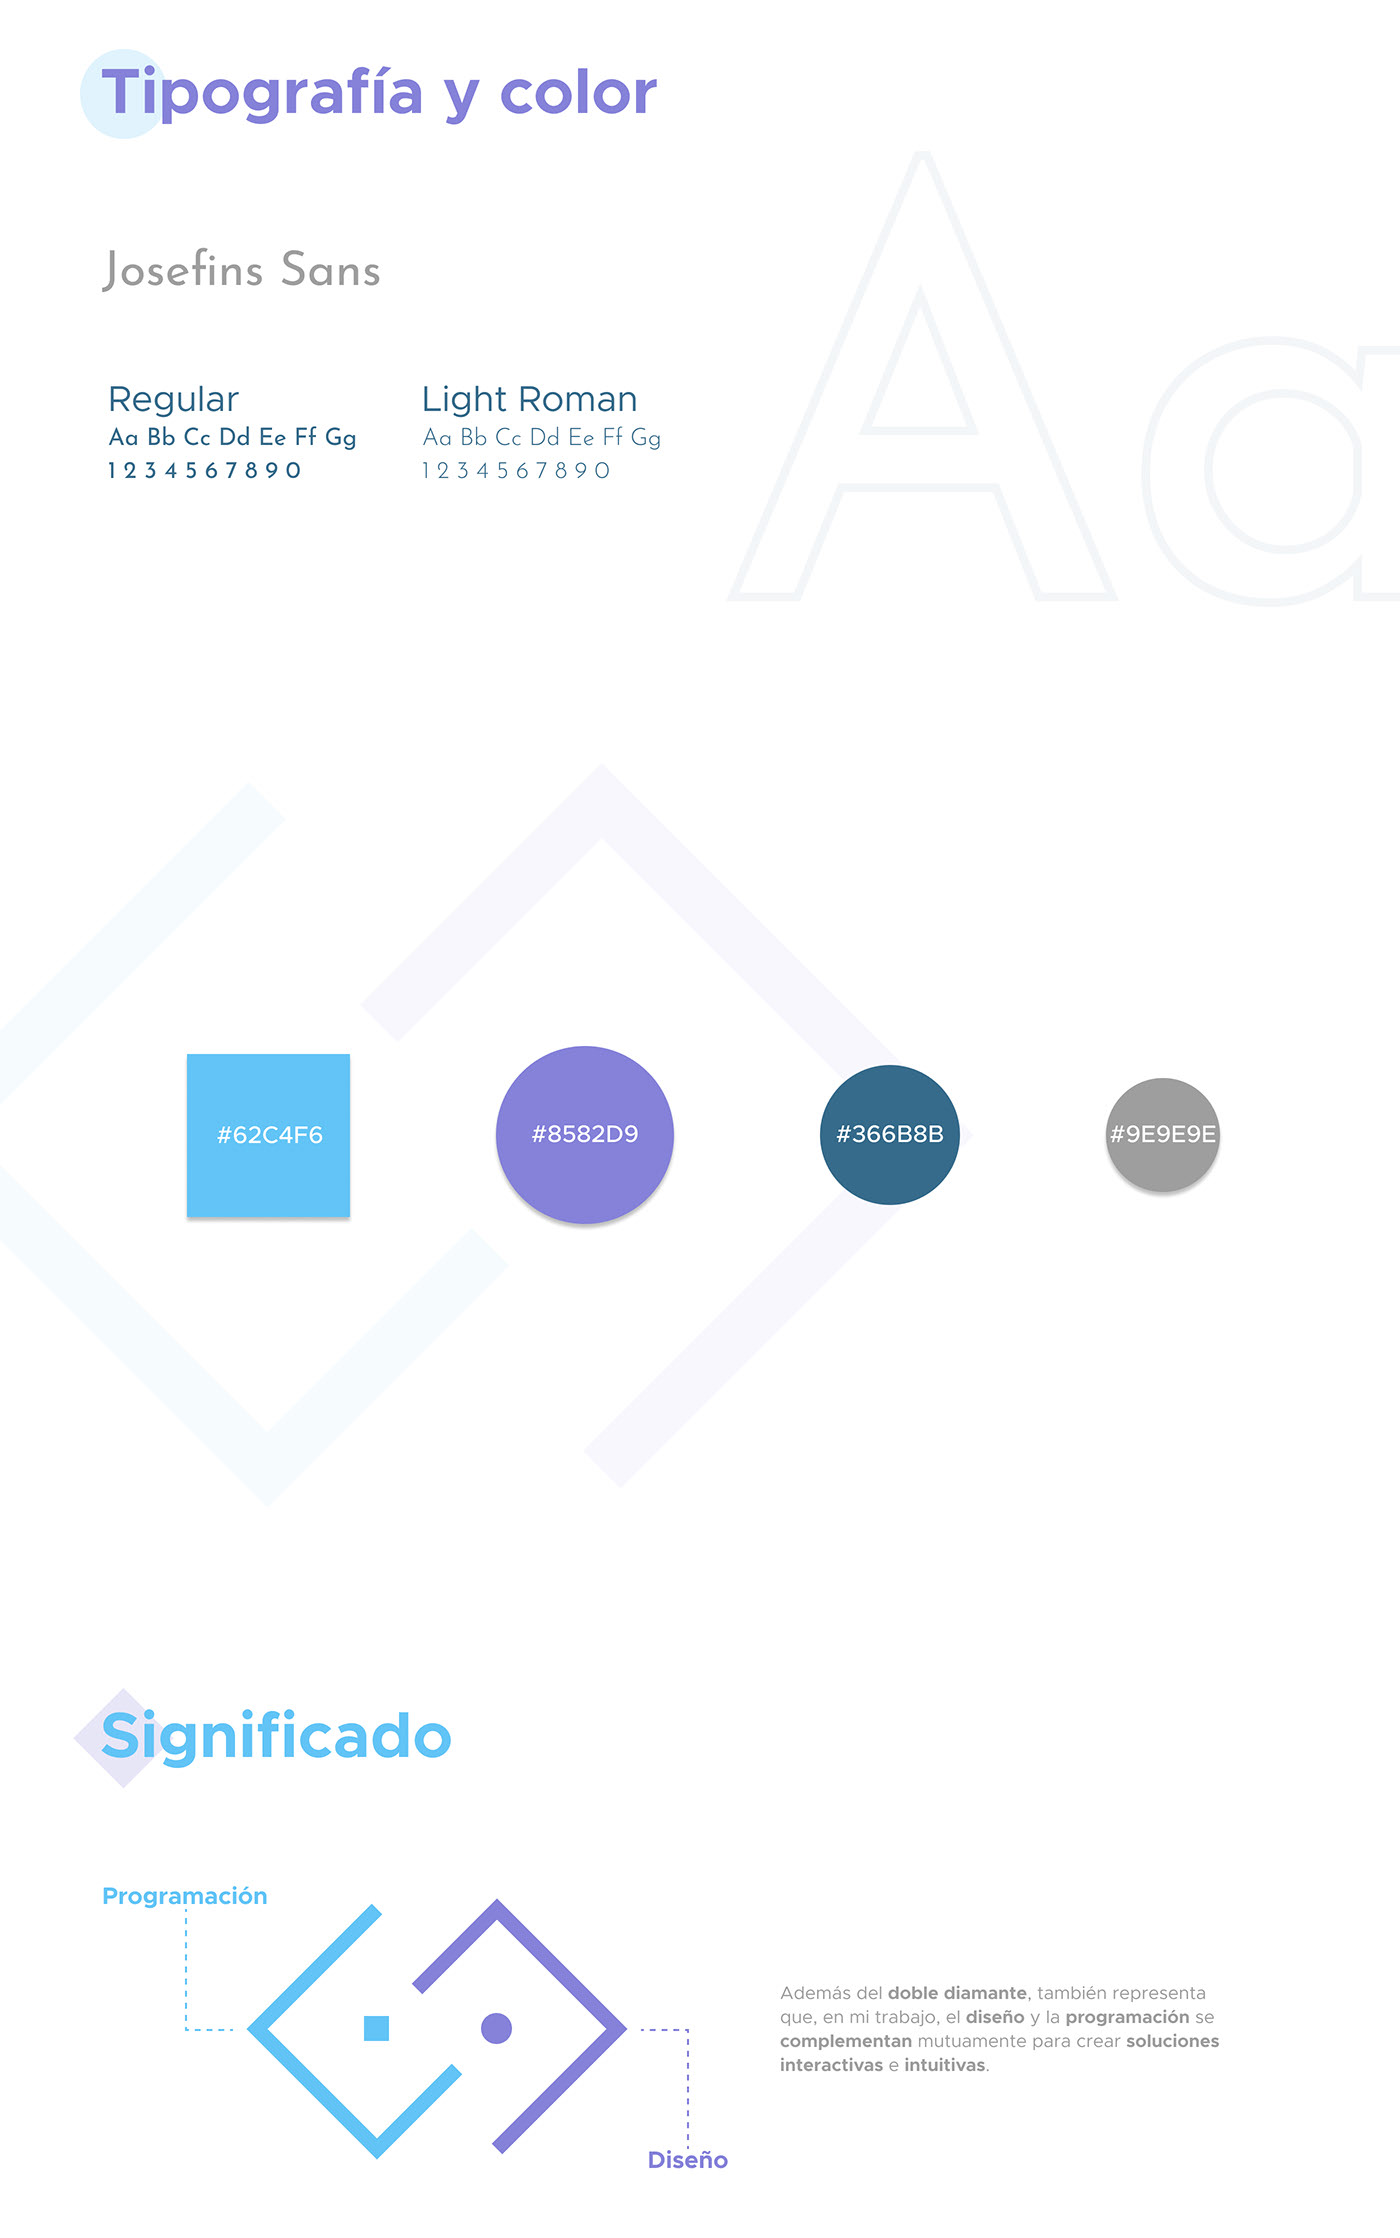 Tipografía y color
Josefins Sans
Regular
Aa Bb Cc Dd Ee Ff Gg
1 2 3 4 5 6 7 8 9 0
Light Roman
Aa Bb Cc Dd Ee Ff Gg
1 2 3 4 5 6 7 8 9 0
Aa
#62C4F6
#8582D9
#366B8B
#9E9E9E
Significado
Programación
Diseño
Además del doble diamante, también representa
que, en mi trabajo, el diseño y la programación se
complementan mutuamente para crear soluciones
interactivas e intuitivas.